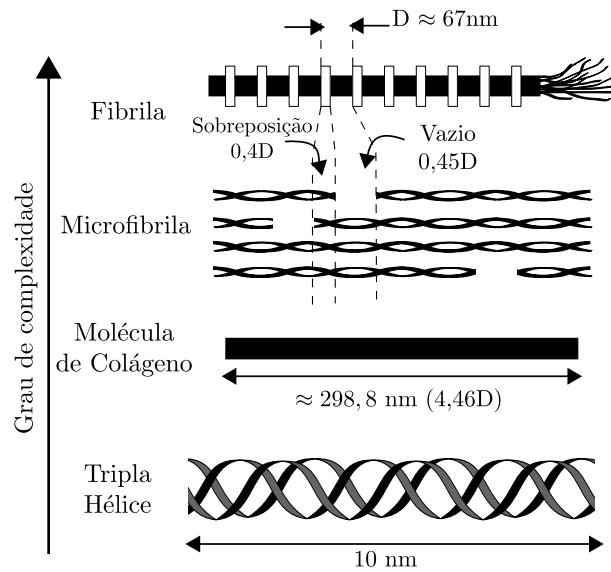 D ≈ 67nm
Fibrila
Sobreposição
0,4D
Vazio
0,45D
Microfibrila
Molécula
de Colágeno
≈ 298, 8 nm (4,46D)
Tripla
Hélice
10 nm
Grau de complexidade